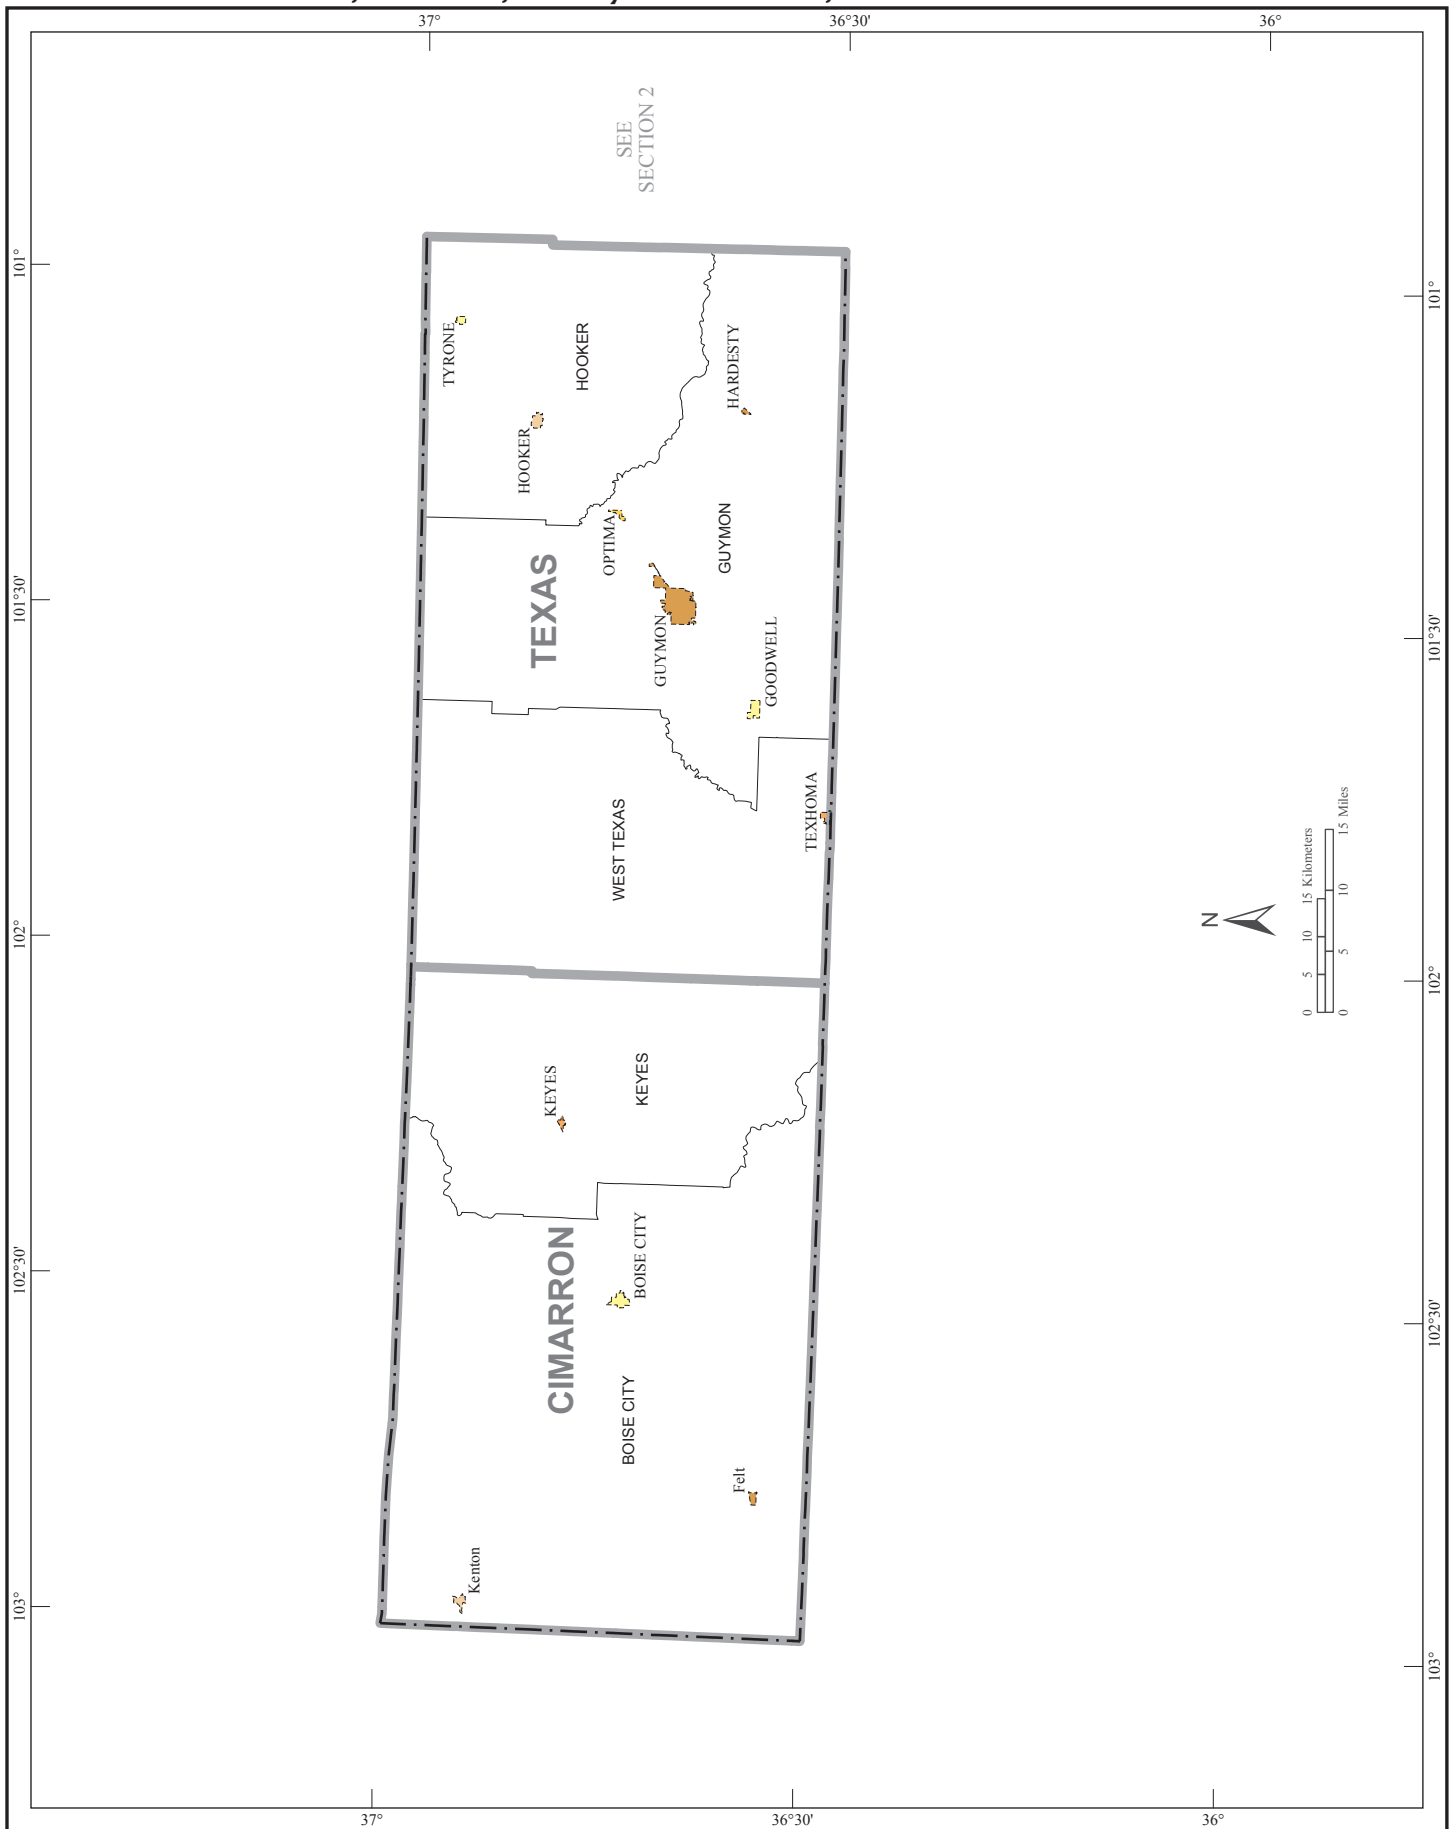 37°
36°30'
36°
SEE
SECTION 2
101°
101°
TYRONE
HOOKER
HARDESTY
HOOKER
OPTIMA
GUYMON
TEXAS
101°30'
101°30'
GUYMON
GOODWELL
TEXHOMA
WEST TEXAS
15 Kilometers
15 Miles
10
10
5
5
0
0
N
102°
102°
KEYES
KEYES
BOISE CITY
CIMARRON
102°30'
102°30'
BOISE CITY
Felt
Kenton
103°
103°
37°
36°30'
36°